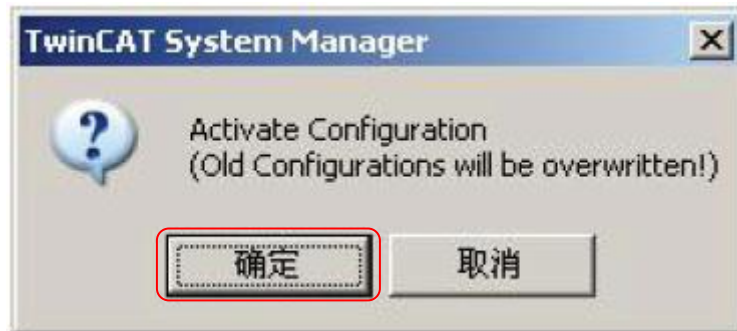 TwinCAT System Manager
Activate Configuration
(Old Configurations will be overwritten!)
确定 取消